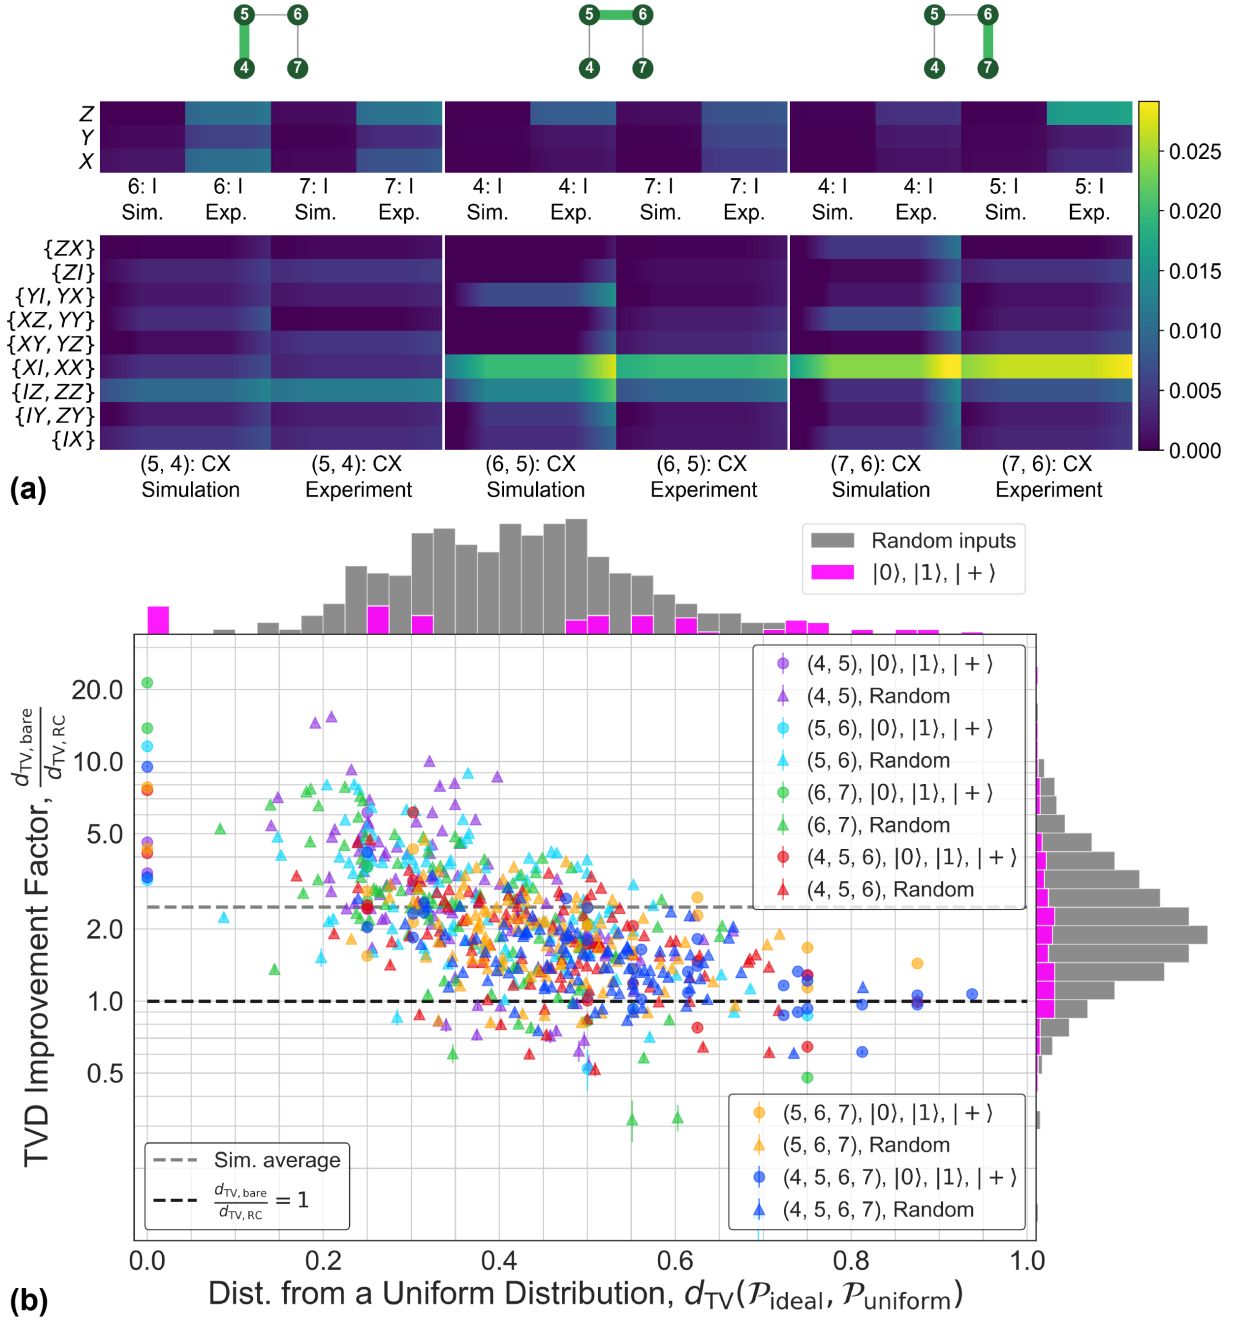 5 6
4 7
5 6
4 7
5 6
4 7
Z
Y
X
6: I 6: I 7: I 7: I 4: I 4: I 7: I 7: I 4: I 4: I 5: I 5: I
Sim. Exp. Sim. Exp. Sim. Exp. Sim. Exp. Sim. Exp. Sim. Exp.
{ZX}
{ZI}
{YI, YX}
{XZ, YY}
{XY, YZ}
{XI, XX}
{IZ, ZZ}
{IY, ZY}
{IX}
0.025
0.020
0.015
0.010
0.005
0.000
(5, 4): CX (5, 4): CX (6, 5): CX (6, 5): CX (7, 6): CX (7, 6): CX
Simulation Experiment Simulation Experiment Simulation Experiment
(a)
Random inputs
|0⟩, |1⟩, |+⟩
(4, 5), |0⟩, |1⟩, |+⟩
(4, 5), Random
(5, 6), |0⟩, |1⟩, |+⟩
(5, 6), Random
(6, 7), |0⟩, |1⟩, |+⟩
(6, 7), Random
(4, 5, 6), |0⟩, |1⟩, |+⟩
(4, 5, 6), Random
(5, 6, 7), |0⟩, |1⟩, |+⟩
(5, 6, 7), Random
(4, 5, 6, 7), |0⟩, |1⟩, |+⟩
(4, 5, 6, 7), Random
Sim. average
d_TV, bare / d_TV, RC = 1
TVD Improvement Factor, d_TV, bare / d_TV, RC
20.0
10.0
5.0
2.0
1.0
0.5
0.0 0.2 0.4 0.6 0.8 1.0
Dist. from a Uniform Distribution, d_TV(𝒫_ideal, 𝒫_uniform)
(b)